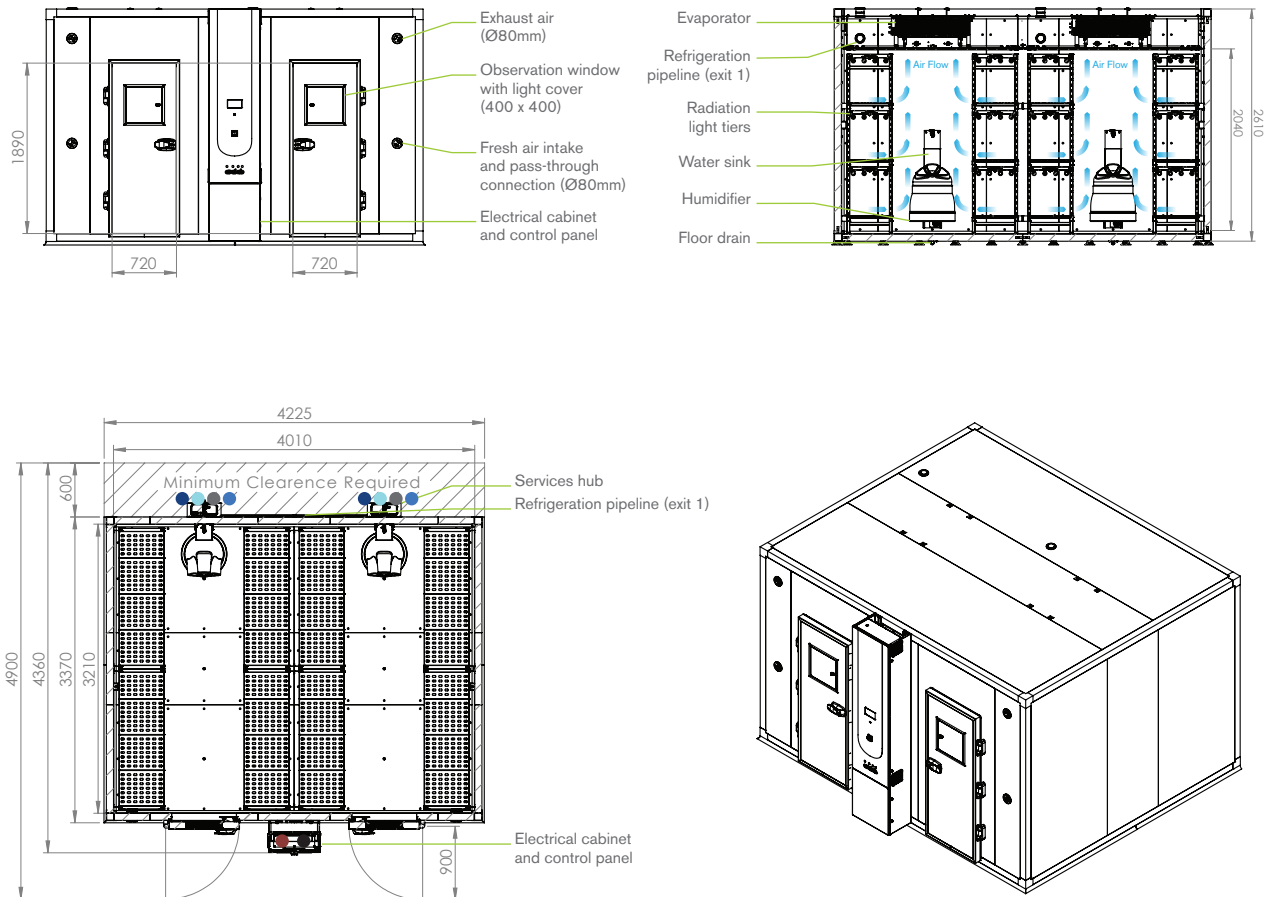 Exhaust air
(Ø80mm)
Observation window
with light cover
(400 x 400)
Fresh air intake
and pass-through
connection (Ø80mm)
Electrical cabinet
and control panel
1890
720
720
Evaporator
Refrigeration
pipeline (exit 1)
Radiation
light tiers
Water sink
Humidifier
Floor drain
Air Flow
Air Flow
2040
2610
4225
4010
600
Minimum Clearence Required
Services hub
Refrigeration pipeline (exit 1)
4900
4360
3370
3210
900
Electrical cabinet
and control panel